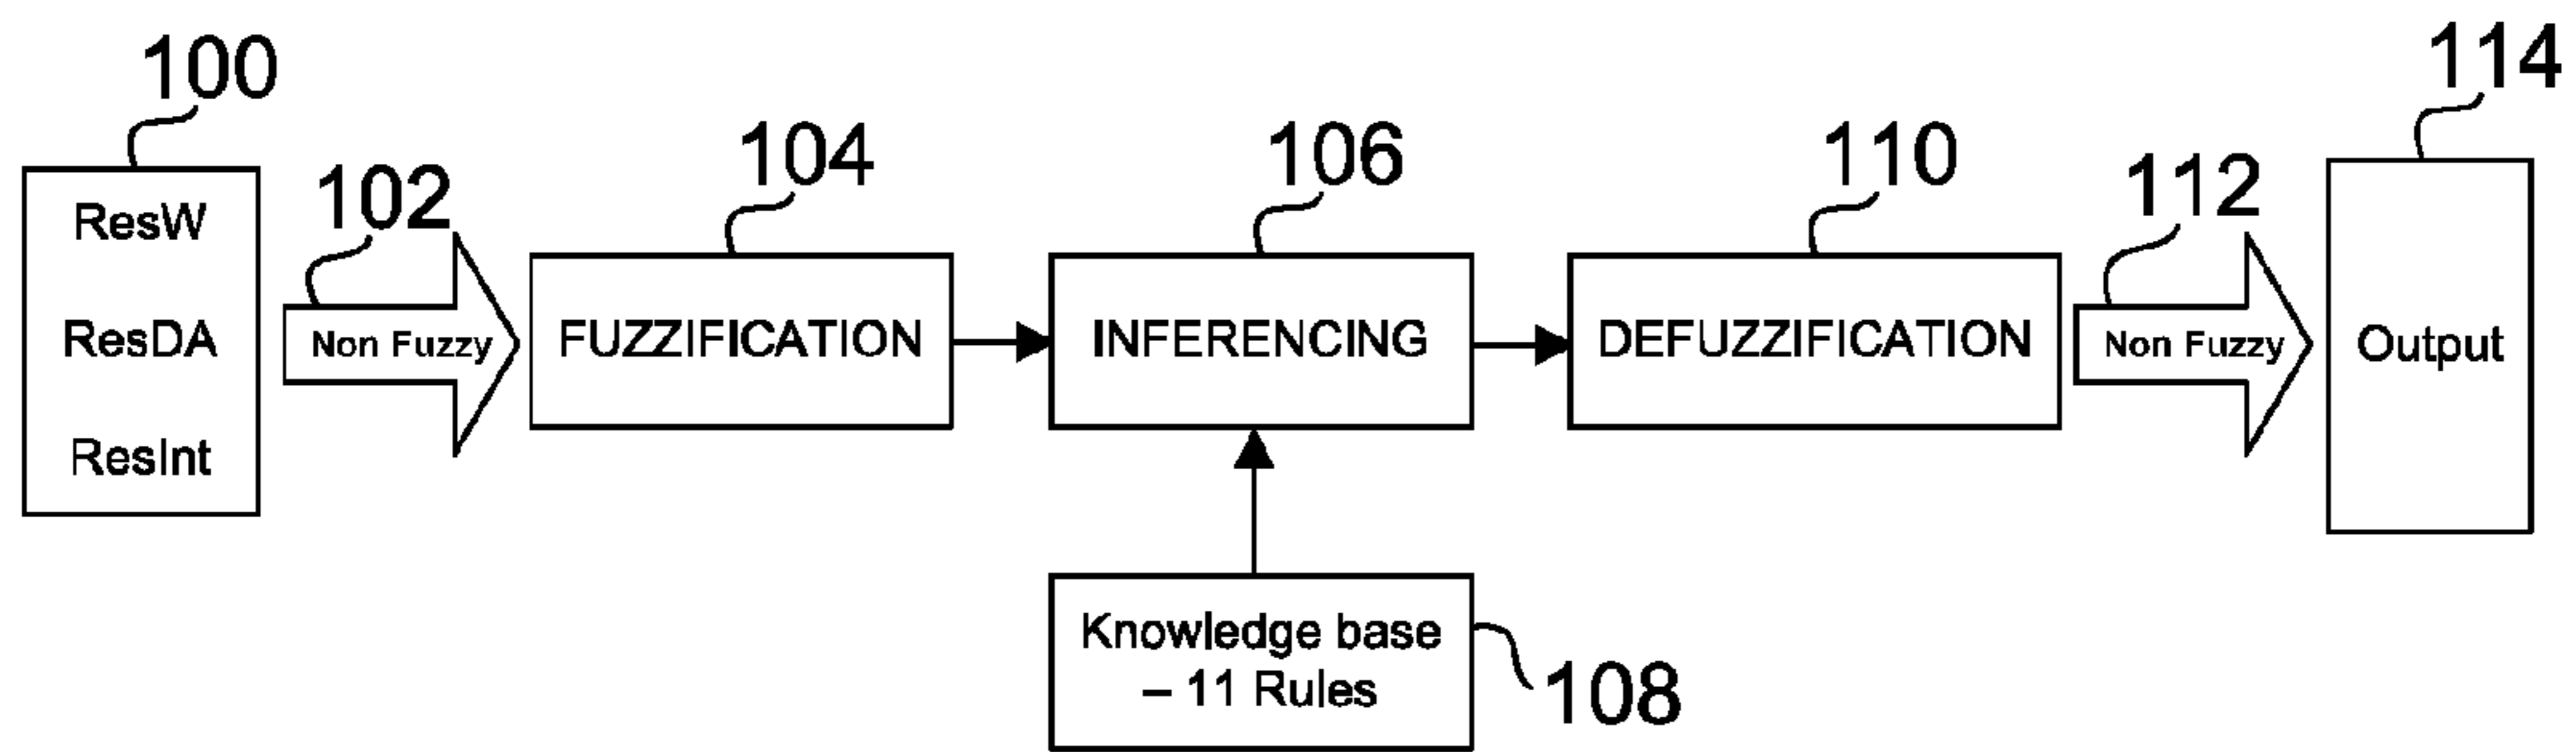 100
102
104
106
110
112
114
ResW
ResDA
ResInt
Non Fuzzy
FUZZIFICATION
INFERENCING
DEFUZZIFICATION
Non Fuzzy
Output
Knowledge base
– 11 Rules
108